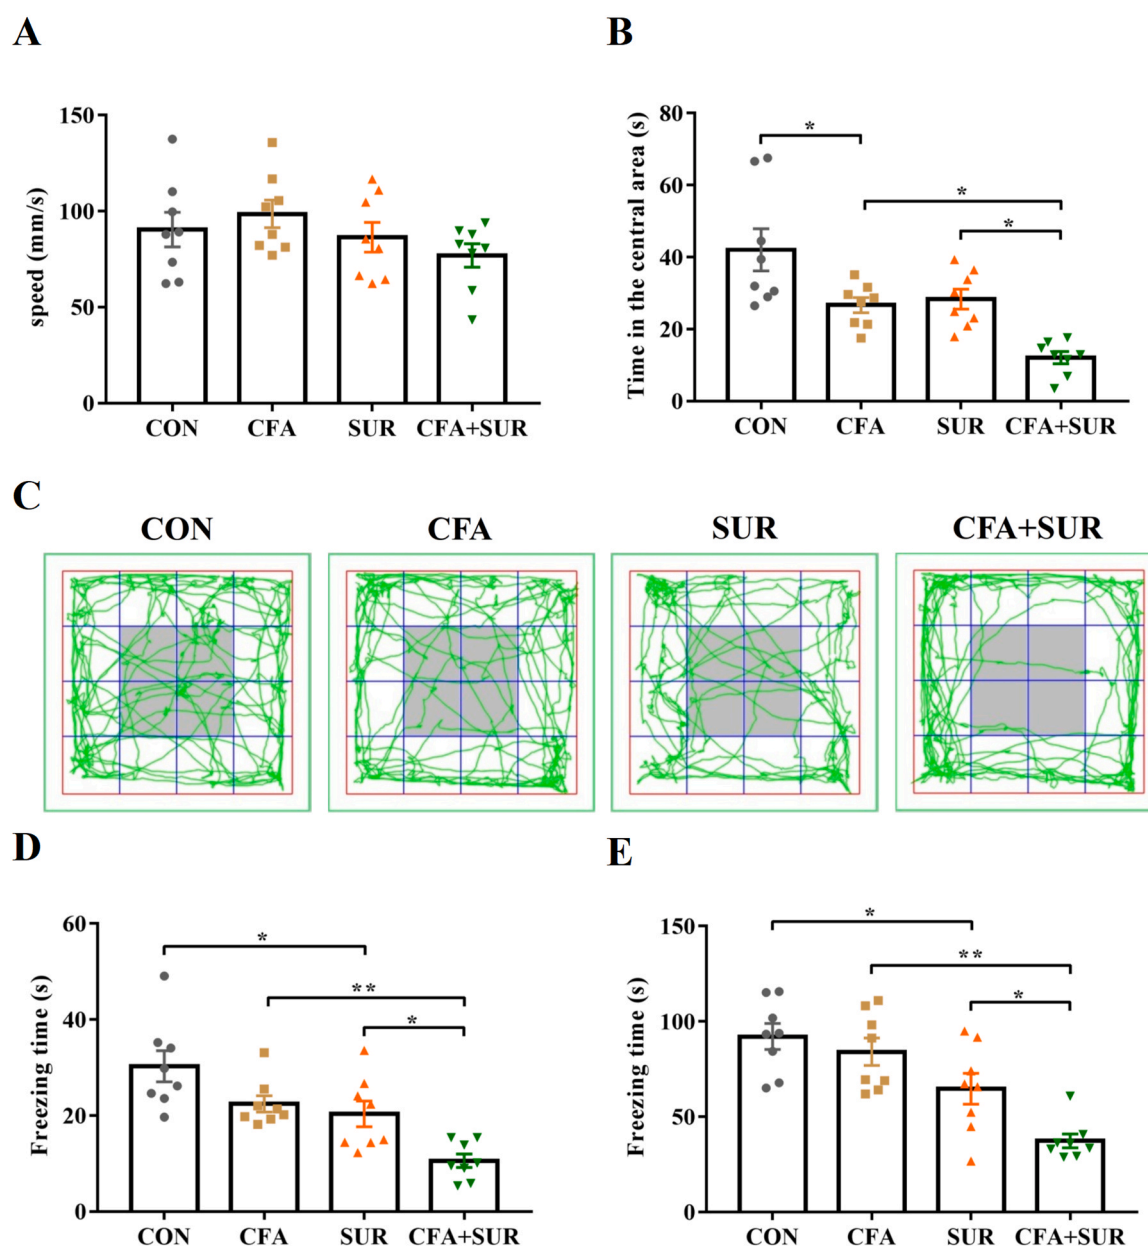 A
speed (mm/s)
150
100
50
0
CON CFA SUR CFA+SUR
B
Time in the central area (s)
80
60
40
20
0
*
*
*
CON CFA SUR CFA+SUR
C
CON CFA SUR CFA+SUR
D
Freezing time (s)
60
40
20
0
*
**
*
CON CFA SUR CFA+SUR
E
Freezing time (s)
150
100
50
0
*
**
*
CON CFA SUR CFA+SUR